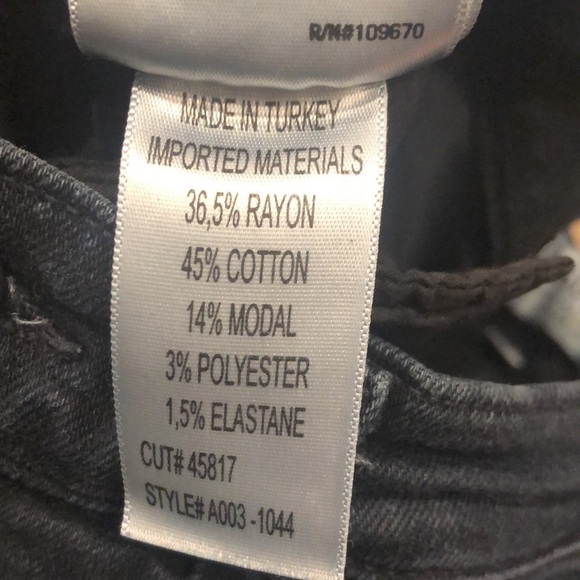 R/N#109670
MADE IN TURKEY
IMPORTED MATERIALS
36,5% RAYON
45% COTTON
14% MODAL
3% POLYESTER
1,5% ELASTANE
CUT# 45817
STYLE# A003 -1044